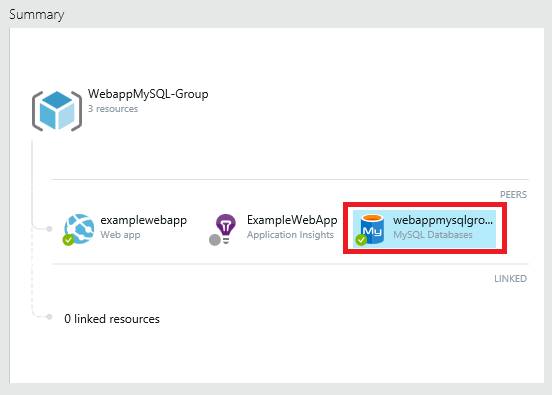 Summary
WebappMySQL-Group
3 resources
PEERS
examplewebapp
Web app
ExampleWebApp
Application Insights
webappmysqlgro...
MySQL Databases
My
LINKED
0 linked resources